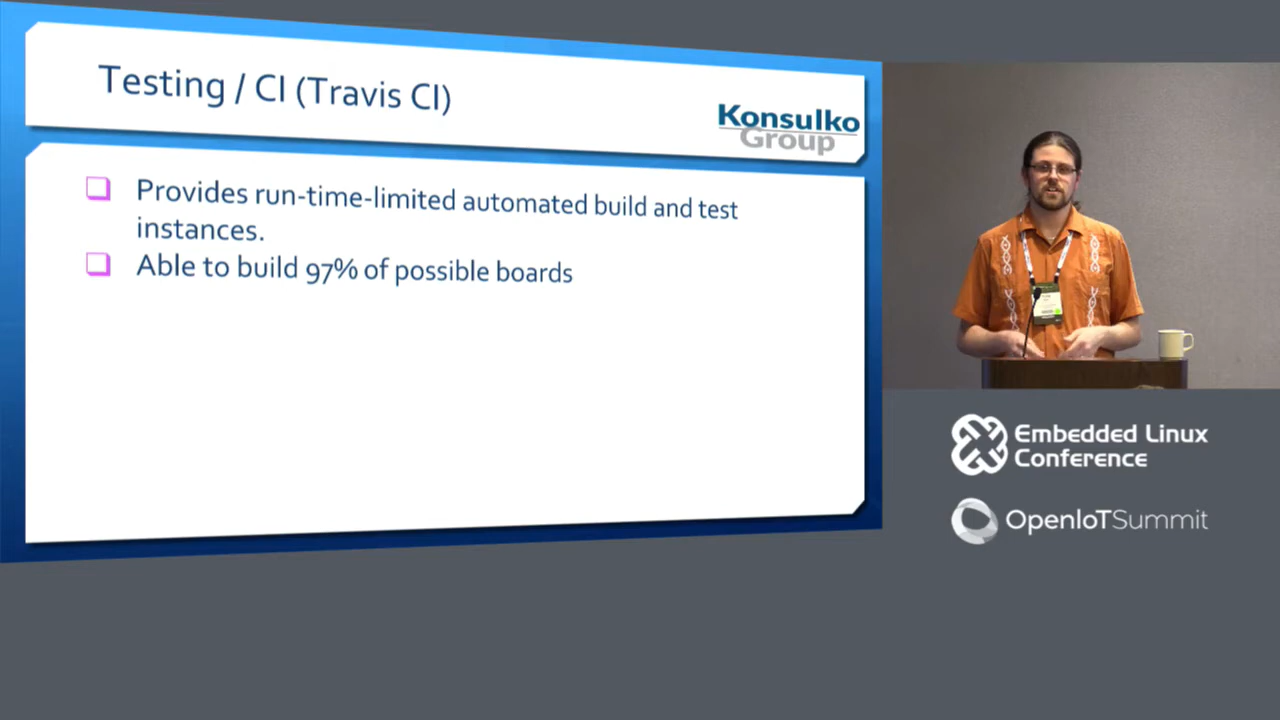 Testing / CI (Travis CI)
Konsulko
Group
Provides run-time-limited automated build and test
instances.
Able to build 97% of possible boards
Embedded Linux
Conference
OpenIoTSummit